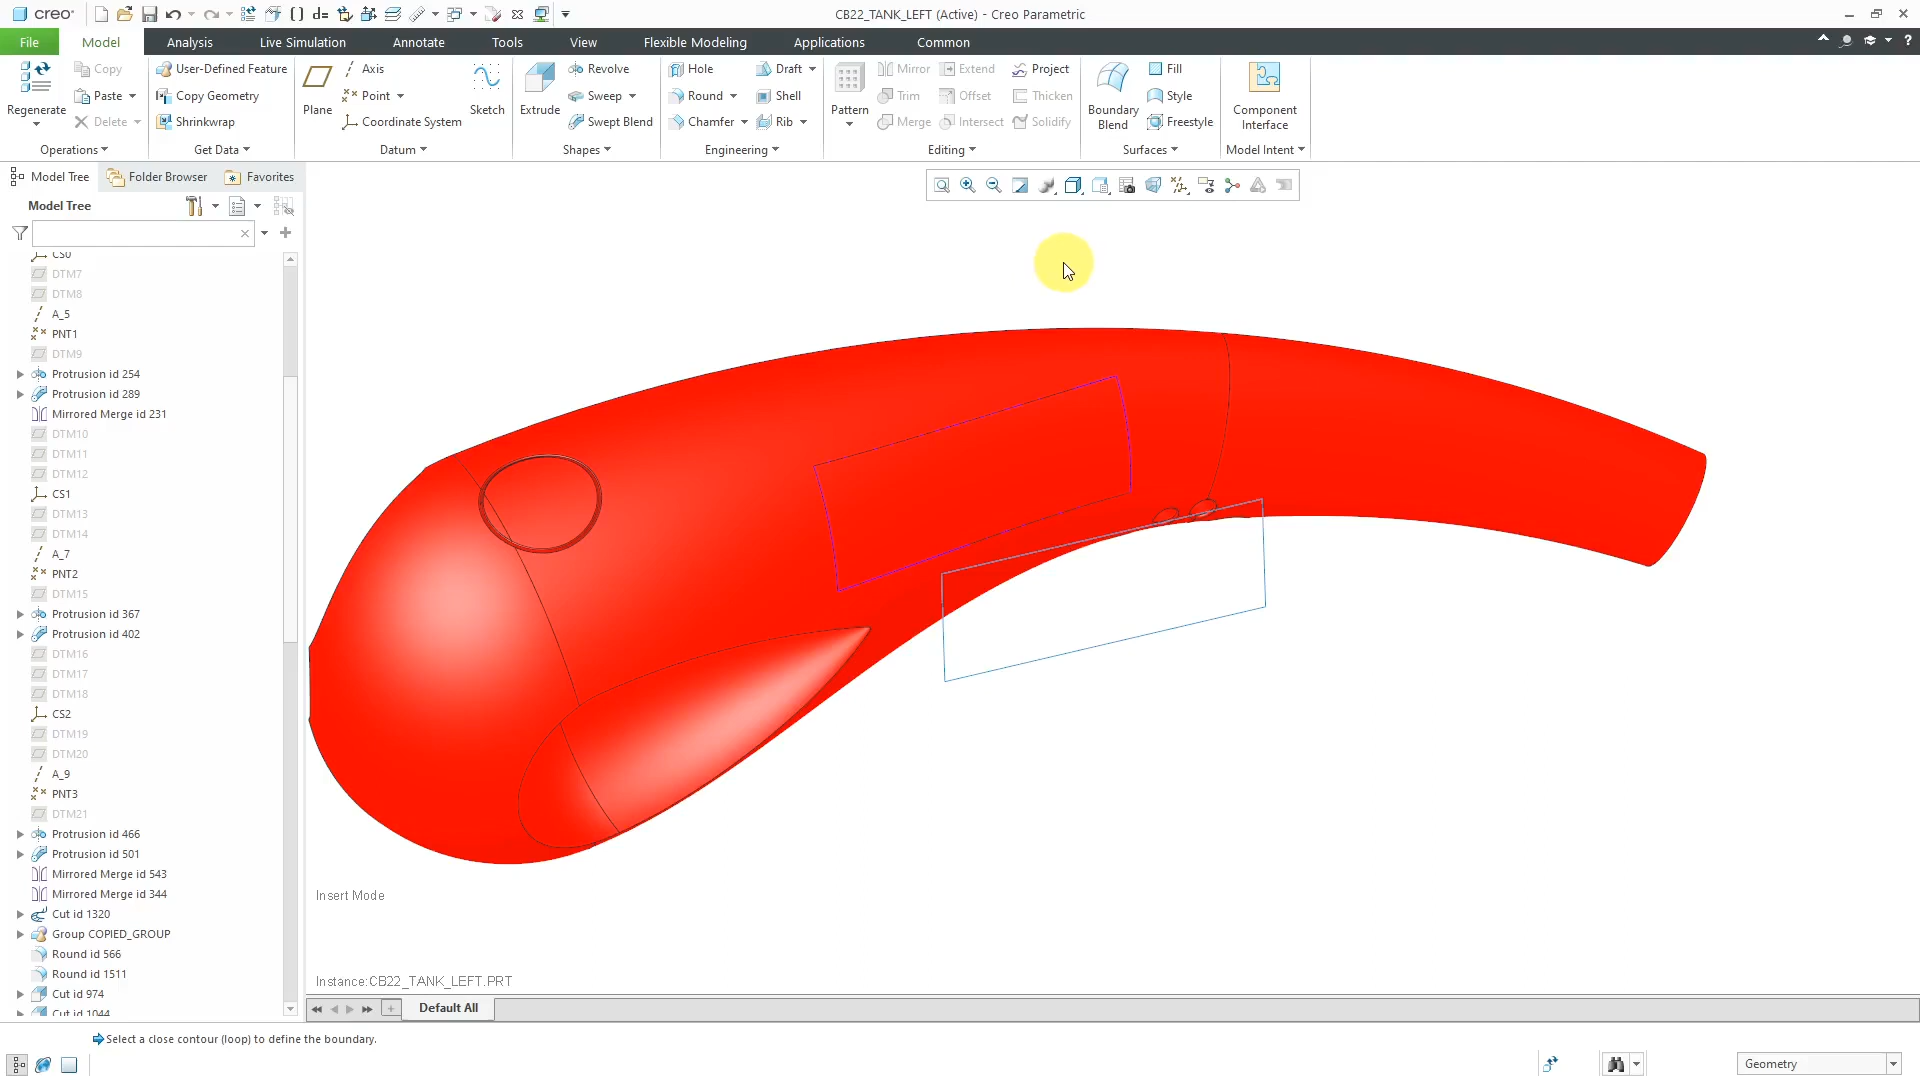 creo
CB22_TANK_LEFT (Active) - Creo Parametric
File
Model
Analysis
Live Simulation
Annotate
Tools
View
Flexible Modeling
Applications
Common
Regenerate
Copy
Paste
Delete
Operations
User-Defined Feature
Copy Geometry
Shrinkwrap
Get Data
Plane
Axis
Point
Coordinate System
Sketch
Datum
Extrude
Revolve
Sweep
Swept Blend
Shapes
Hole
Draft
Round
Shell
Chamfer
Rib
Engineering
Pattern
Mirror
Extend
Project
Trim
Offset
Thicken
Merge
Intersect
Solidify
Editing
Boundary
Blend
Fill
Style
Freestyle
Surfaces
Component
Interface
Model Intent
Model Tree
Folder Browser
Favorites
Model Tree
CS0
DTM7
DTM8
A_5
PNT1
DTM9
Protrusion id 254
Protrusion id 289
Mirrored Merge id 231
DTM10
DTM11
DTM12
CS1
DTM13
DTM14
A_7
PNT2
DTM15
Protrusion id 367
Protrusion id 402
DTM16
DTM17
DTM18
CS2
DTM19
DTM20
A_9
PNT3
DTM21
Protrusion id 466
Protrusion id 501
Mirrored Merge id 543
Mirrored Merge id 344
Cut id 1320
Group COPIED_GROUP
Round id 566
Round id 1511
Cut id 974
Cut id 1044
Insert Mode
Instance:CB22_TANK_LEFT.PRT
Default All
Select a close contour (loop) to define the boundary.
Geometry